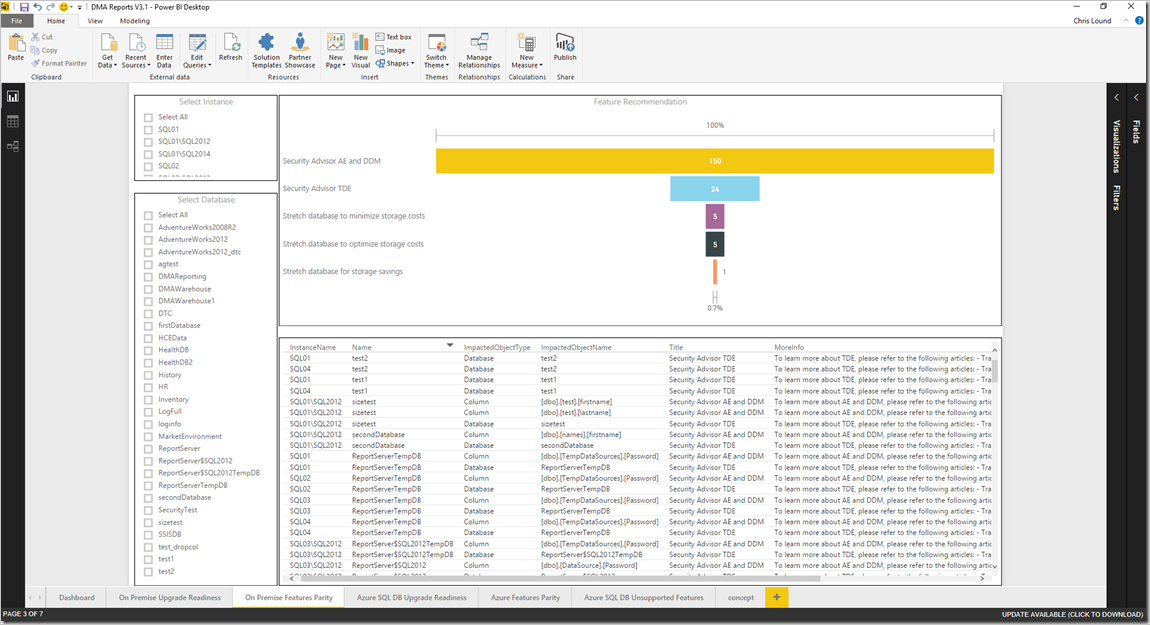 DMA Reports V3.1 - Power BI Desktop
File Home View Modeling Chris Lound
Paste
Cut
Copy
Format Painter
Clipboard
Get Data
Recent Sources
Enter Data
Edit Queries
Refresh
External data
Solution Templates
Partner Showcase
Resources
New Page
New Visual
Text box
Image
Shapes
Insert
Switch Theme
Themes
Manage Relationships
Relationships
New Measure
Calculations
Publish
Share
Select Instance
Select All
SQL01
SQL01\SQL2012
SQL01\SQL2014
SQL02
Select Database
Select All
AdventureWorks2008R2
AdventureWorks2012
AdventureWorks2012_dtc
agtest
DMAReporting
DMAWarehouse
DMAWarehouse1
DTC
firstDatabase
HCEData
HealthDB
HealthDB2
History
HR
Inventory
LogFull
loginfo
MarketEnvironment
ReportServer
ReportServer$SQL2012
ReportServer$SQL2012TempDB
ReportServerTempDB
secondDatabase
SecurityTest
sizetest
SSISDB
test_dropcol
test1
test2
Feature Recommendation
100%
Security Advisor AE and DDM 150
Security Advisor TDE 24
Stretch database to minimize storage costs 5
Stretch database to optimize storage costs 5
Stretch database for storage savings 1
0.7%
InstanceName Name ImpactedObjectType ImpactedObjectName Title MoreInfo
SQL01 test2 Database test2 Security Advisor TDE To learn more about TDE, please refer to the following articles: - Tra
SQL04 test2 Database test2 Security Advisor TDE To learn more about TDE, please refer to the following articles: - Tra
SQL01 test1 Database test1 Security Advisor TDE To learn more about TDE, please refer to the following articles: - Tra
SQL04 test1 Database test1 Security Advisor TDE To learn more about TDE, please refer to the following articles: - Tra
SQL01\SQL2012 sizetest Column [dbo].[test].[firstname] Security Advisor AE and DDM To learn more about AE and DDM, please refer to the following artic
SQL01\SQL2012 sizetest Column [dbo].[test].[lastname] Security Advisor AE and DDM To learn more about AE and DDM, please refer to the following artic
SQL01\SQL2012 sizetest Database sizetest Security Advisor TDE To learn more about TDE, please refer to the following articles: - Tra
SQL01\SQL2012 secondDatabase Column [dbo].[names].[firstname] Security Advisor AE and DDM To learn more about AE and DDM, please refer to the following artic
SQL01\SQL2012 secondDatabase Database secondDatabase Security Advisor TDE To learn more about TDE, please refer to the following articles: - Tra
SQL01 ReportServerTempDB Column [dbo].[TempDataSources].[Password] Security Advisor AE and DDM To learn more about AE and DDM, please refer to the following artic
SQL01 ReportServerTempDB Database ReportServerTempDB Security Advisor TDE To learn more about TDE, please refer to the following articles: - Tra
SQL02 ReportServerTempDB Column [dbo].[TempDataSources].[Password] Security Advisor AE and DDM To learn more about AE and DDM, please refer to the following artic
SQL02 ReportServerTempDB Database ReportServerTempDB Security Advisor TDE To learn more about TDE, please refer to the following articles: - Tra
SQL03 ReportServerTempDB Column [dbo].[TempDataSources].[Password] Security Advisor AE and DDM To learn more about AE and DDM, please refer to the following artic
SQL03 ReportServerTempDB Database ReportServerTempDB Security Advisor TDE To learn more about TDE, please refer to the following articles: - Tra
SQL04 ReportServerTempDB Column [dbo].[TempDataSources].[Password] Security Advisor AE and DDM To learn more about AE and DDM, please refer to the following artic
SQL04 ReportServerTempDB Database ReportServerTempDB Security Advisor TDE To learn more about TDE, please refer to the following articles: - Tra
SQL03\SQL2012 ReportServer$SQL2012TempDB Column [dbo].[TempDataSources].[Password] Security Advisor AE and DDM To learn more about AE and DDM, please refer to the following artic
SQL03\SQL2012 ReportServer$SQL2012TempDB Database ReportServer$SQL2012TempDB Security Advisor TDE To learn more about TDE, please refer to the following articles: - Tra
SQL03\SQL2012 ReportServer$SQL2012 Column [dbo].[DataSource].[Password] Security Advisor AE and DDM To learn more about AE and DDM, please refer to the following artic
Visualizations
Filters
Fields
Dashboard On Premise Upgrade Readiness On Premise Features Parity Azure SQL DB Upgrade Readiness Azure Features Parity Azure SQL DB Unsupported Features concept +
PAGE 3 OF 7 UPDATE AVAILABLE (CLICK TO DOWNLOAD)